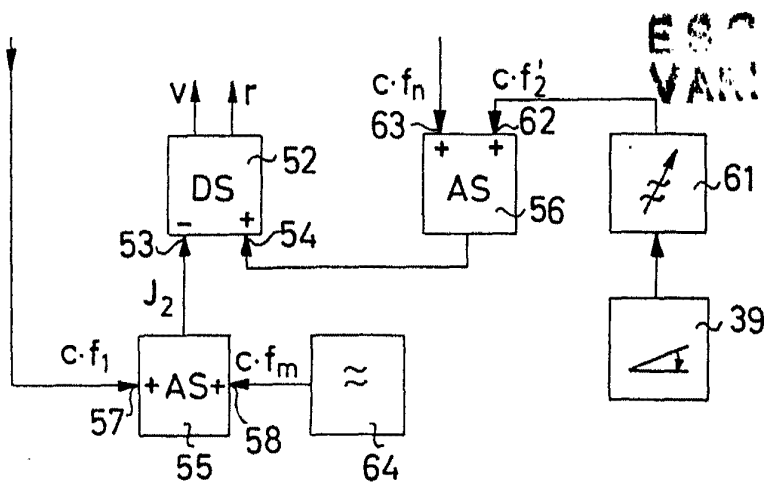 v r
c·fn c·f2'
63 62
+ +
52
DS
- +
53 54
AS
56
61
J2
39
c·f1
c·fm
+ AS +
57
58
55
64